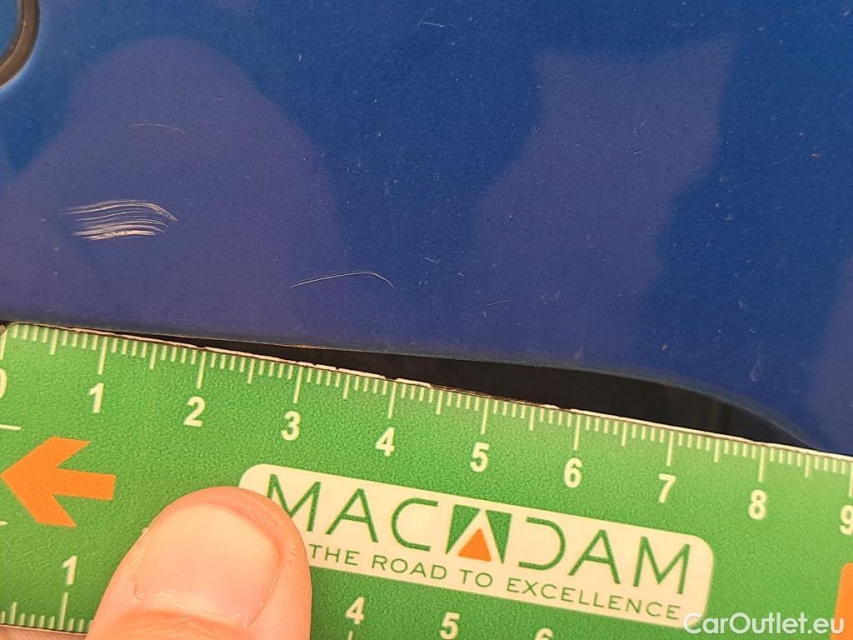 0 1 2 3 4 5 6 7 8 9
MACADAM
THE ROAD TO EXCELLENCE
1 4 5 6
CarOutlet.eu